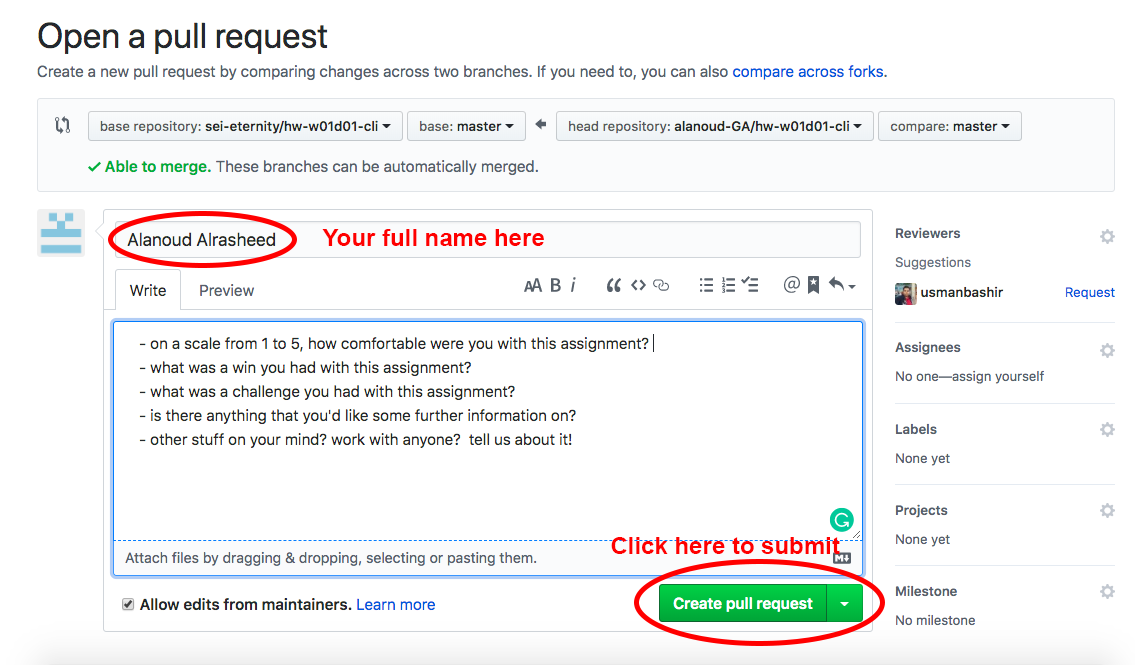 Open a pull request
Create a new pull request by comparing changes across two branches. If you need to, you can also compare across forks.
base repository: sei-eternity/hw-w01d01-cli base: master head repository: alanoud-GA/hw-w01d01-cli compare: master
Able to merge. These branches can be automatically merged.
Alanoud Alrasheed Your full name here
Write Preview
AA B i “ <> @
- on a scale from 1 to 5, how comfortable were you with this assignment?
- what was a win you had with this assignment?
- what was a challenge you had with this assignment?
- is there anything that you'd like some further information on?
- other stuff on your mind? work with anyone?  tell us about it!
Click here to submit
Attach files by dragging & dropping, selecting or pasting them. M↓
Allow edits from maintainers. Learn more
Create pull request
Reviewers
Suggestions
usmanbashir Request
Assignees
No one—assign yourself
Labels
None yet
Projects
None yet
Milestone
No milestone